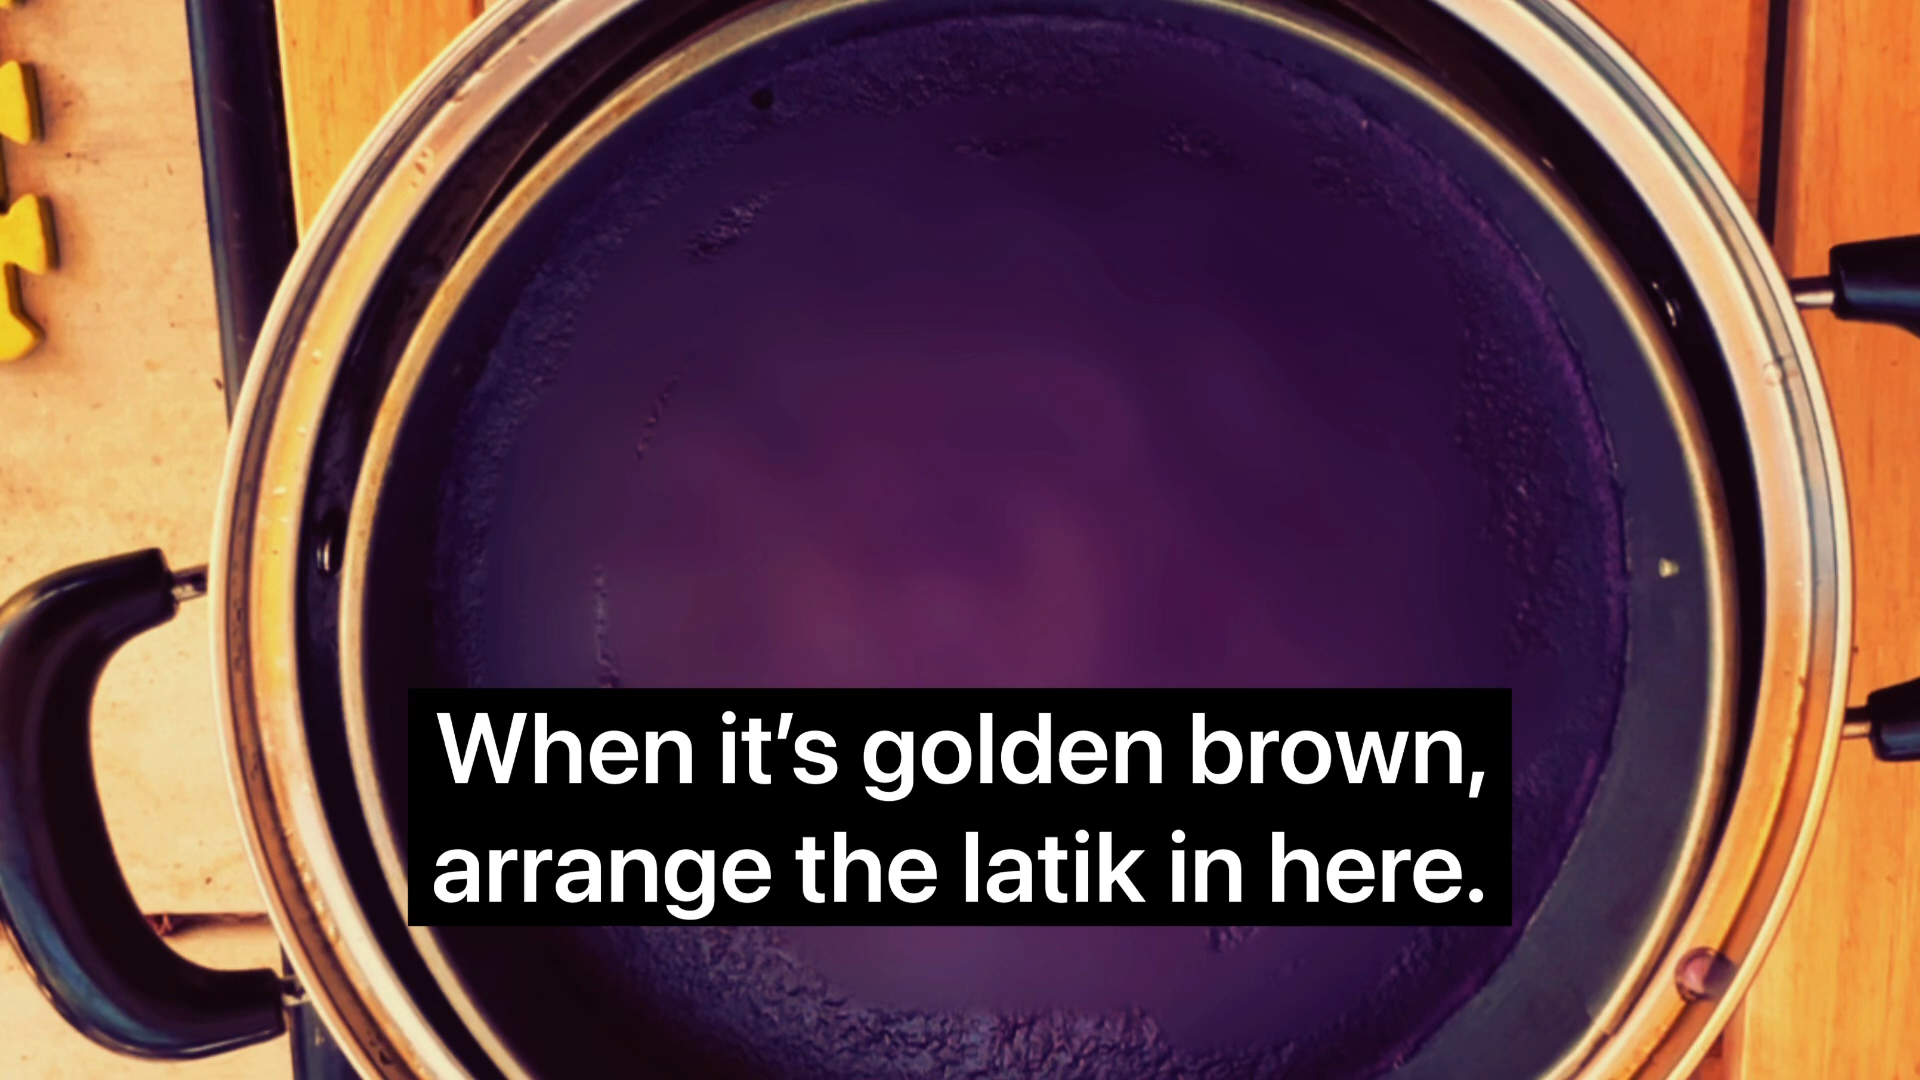 When it’s golden brown,
arrange the latik in here.